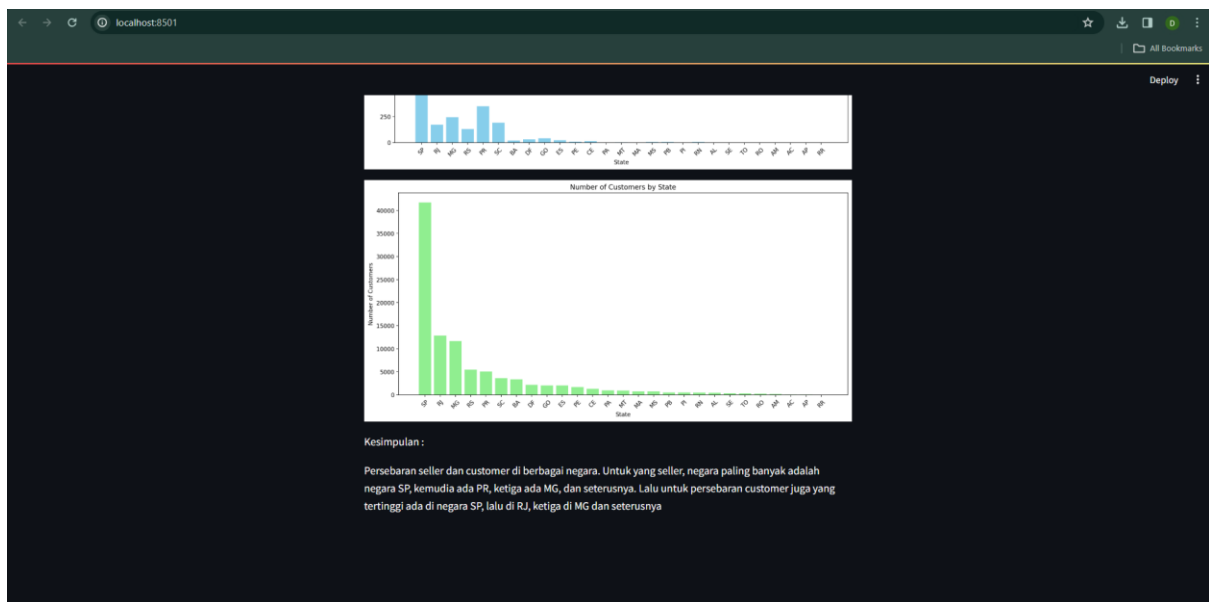 localhost:8501
D
All Bookmarks
Deploy
250
0
SP RJ MG RS PR SC BA DF GO ES PE CE PA MT MA MS PB PI RN AL SE TO RO AM AC AP RR
State
Number of Customers by State
Number of Customers
40000
35000
30000
25000
20000
15000
10000
5000
0
SP RJ MG RS PR SC BA DF GO ES PE CE PA MT MA MS PB PI RN AL SE TO RO AM AC AP RR
State
Kesimpulan :
Persebaran seller dan customer di berbagai negara. Untuk yang seller, negara paling banyak adalah
negara SP, kemudia ada PR, ketiga ada MG, dan seterusnya. Lalu untuk persebaran customer juga yang
tertinggi ada di negara SP, lalu di RJ, ketiga di MG dan seterusnya